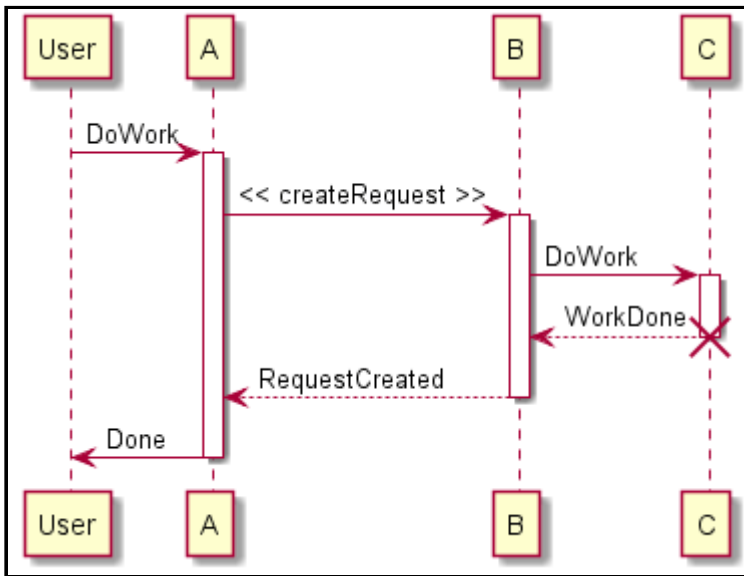 User A B C
DoWork
<< createRequest >>
DoWork
WorkDone
RequestCreated
Done
User A B C